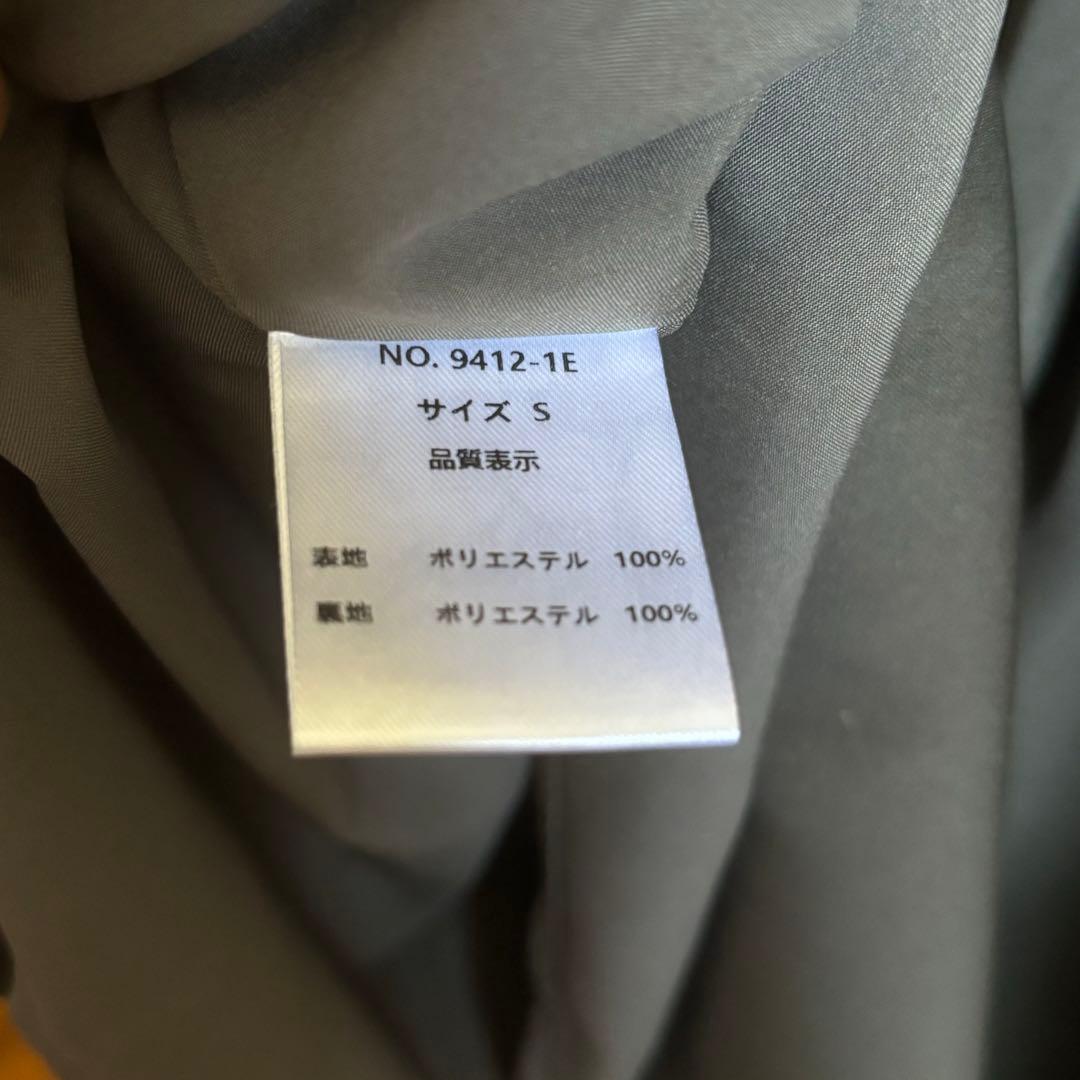 NO. 9412-1E
サイズ S
品質表示
表地 ポリエステル 100%
裏地 ポリエステル 100%